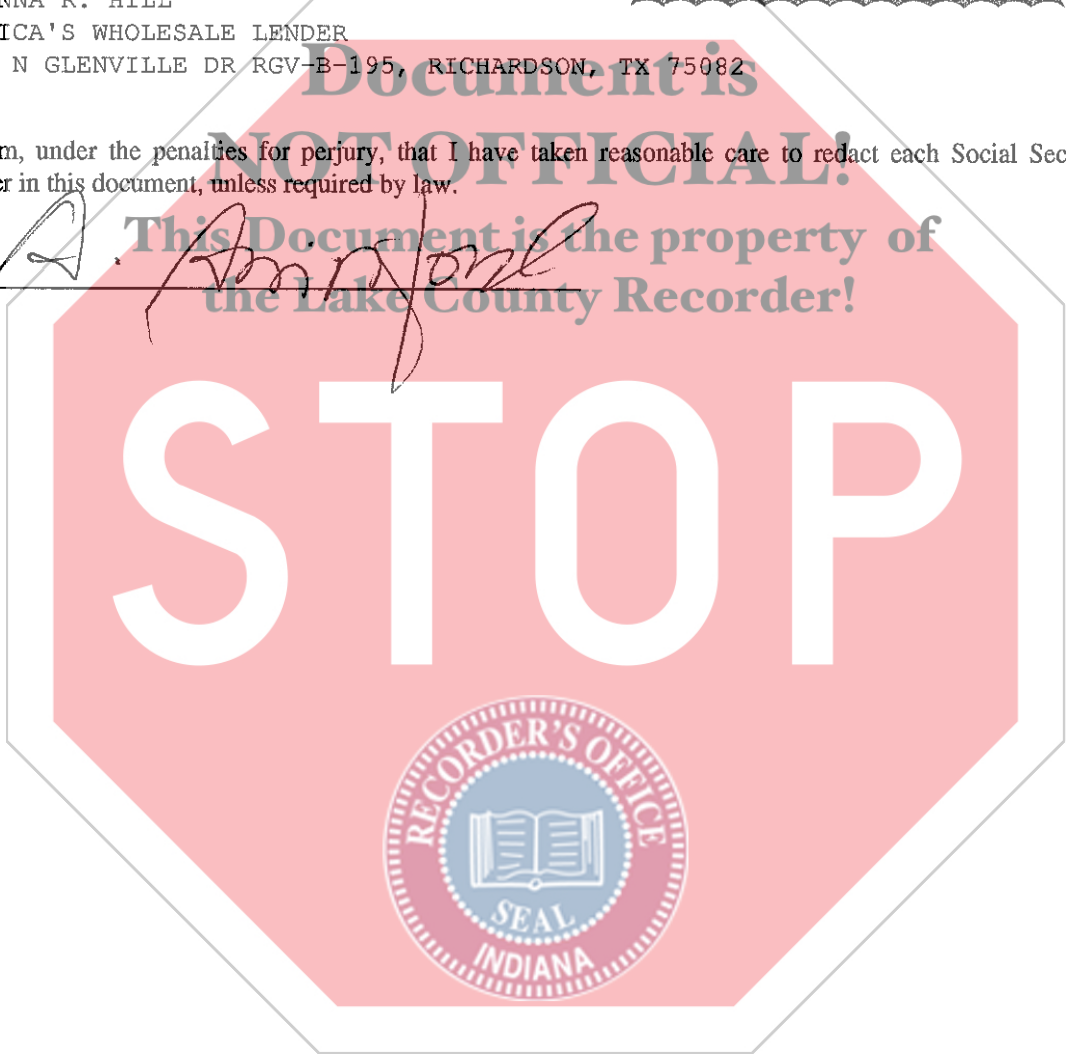 NNA R. HILL
ICA'S WHOLESALE LENDER
N GLENVILLE DR RGV-B-195, RICHARDSON, TX 75082
Document is
NOT OFFICIAL!
m, under the penalties for perjury, that I have taken reasonable care to redact each Social Sec
r in this document, unless required by law.
This Document is the property of
the Lake County Recorder!
STOP
RECORDER'S OFFICE
SEAL
INDIANA